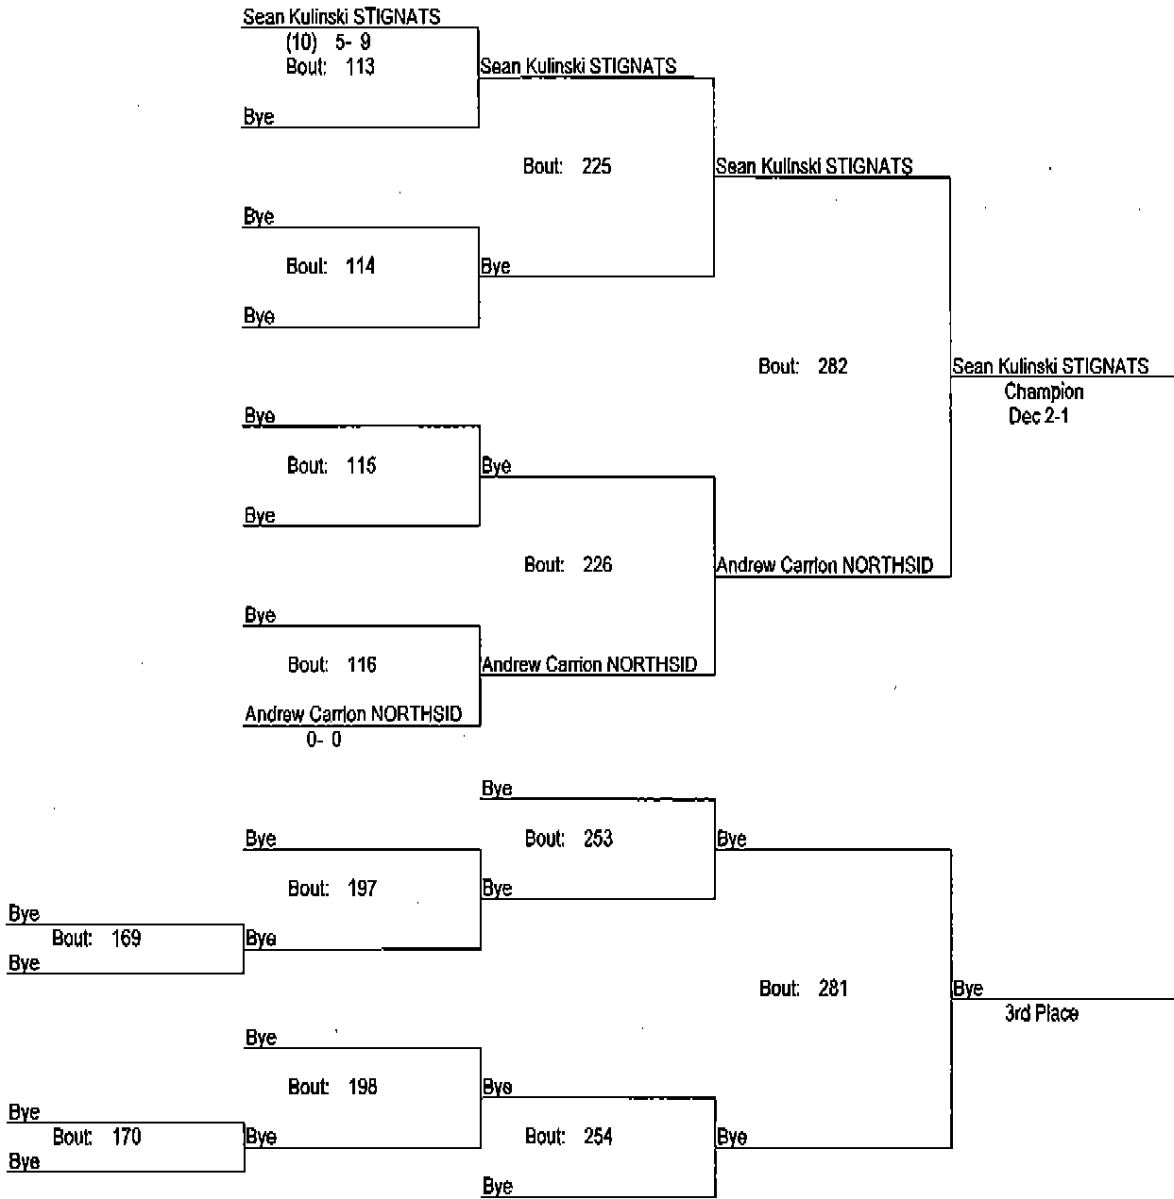 Sean Kulinski STIGNATS
(10) 5- 9
Bout: 113
Sean Kulinski STIGNATS
Bye
Bout: 225
Sean Kulinski STIGNATS
Bye
Bout: 114
Bye
Bye
Bout: 282
Sean Kulinski STIGNATS
Champion
Dec 2-1
Bye
Bout: 115
Bye
Bye
Bout: 226
Andrew Carrion NORTHSID
Bye
Bout: 116
Andrew Carrion NORTHSID
Andrew Carrion NORTHSID
0- 0
Bye
Bye
Bout: 253
Bye
Bout: 197
Bye
Bye
Bout: 169
Bye
Bye
Bout: 281
Bye
3rd Place
Bye
Bout: 198
Bye
Bye
Bout: 170
Bye
Bout: 254
Bye
Bye
Bye